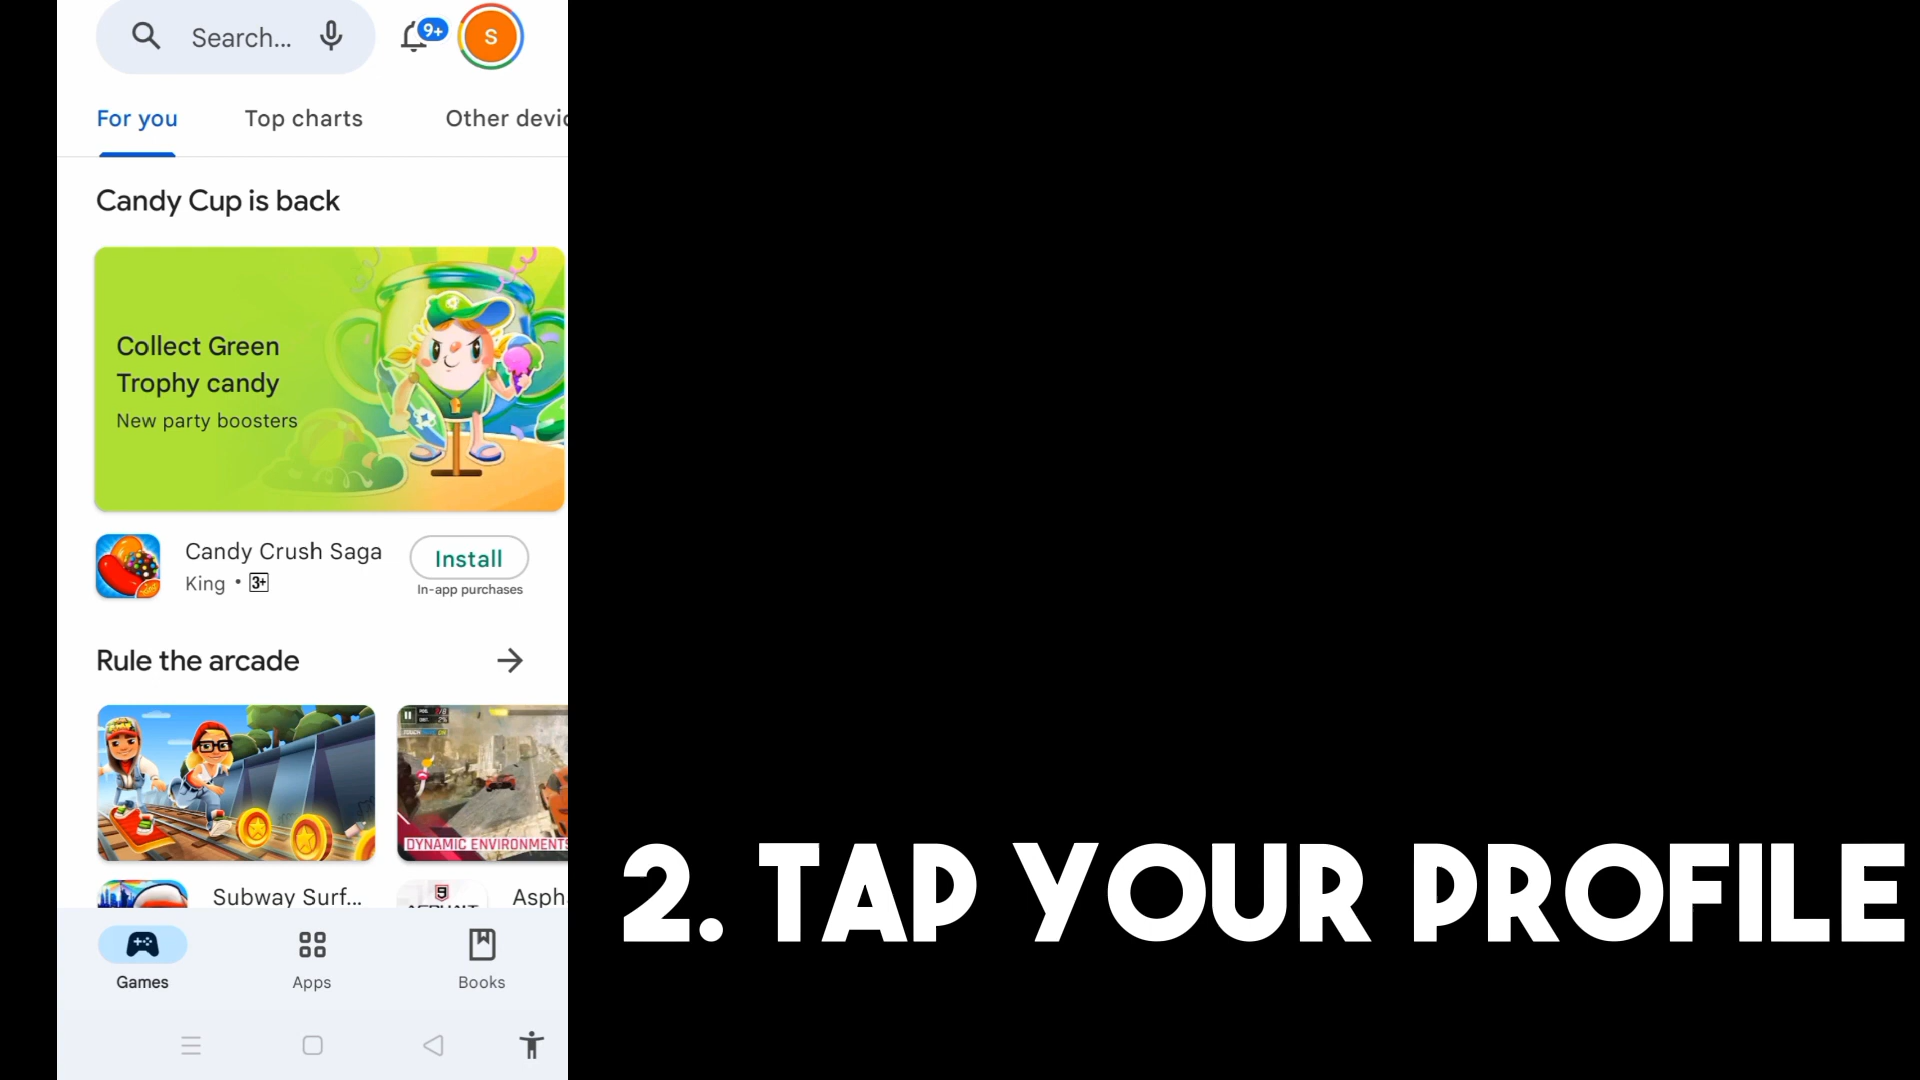 Search...
9+
S
For you
Top charts
Other devic
Candy Cup is back
Collect Green
Trophy candy
New party boosters
Candy Crush Saga
King • 3+
Install
In-app purchases
Rule the arcade
DYNAMIC ENVIRONMENTS
Subway Surf...
Asph
Games
Apps
Books
2. TAP YOUR PROFILE